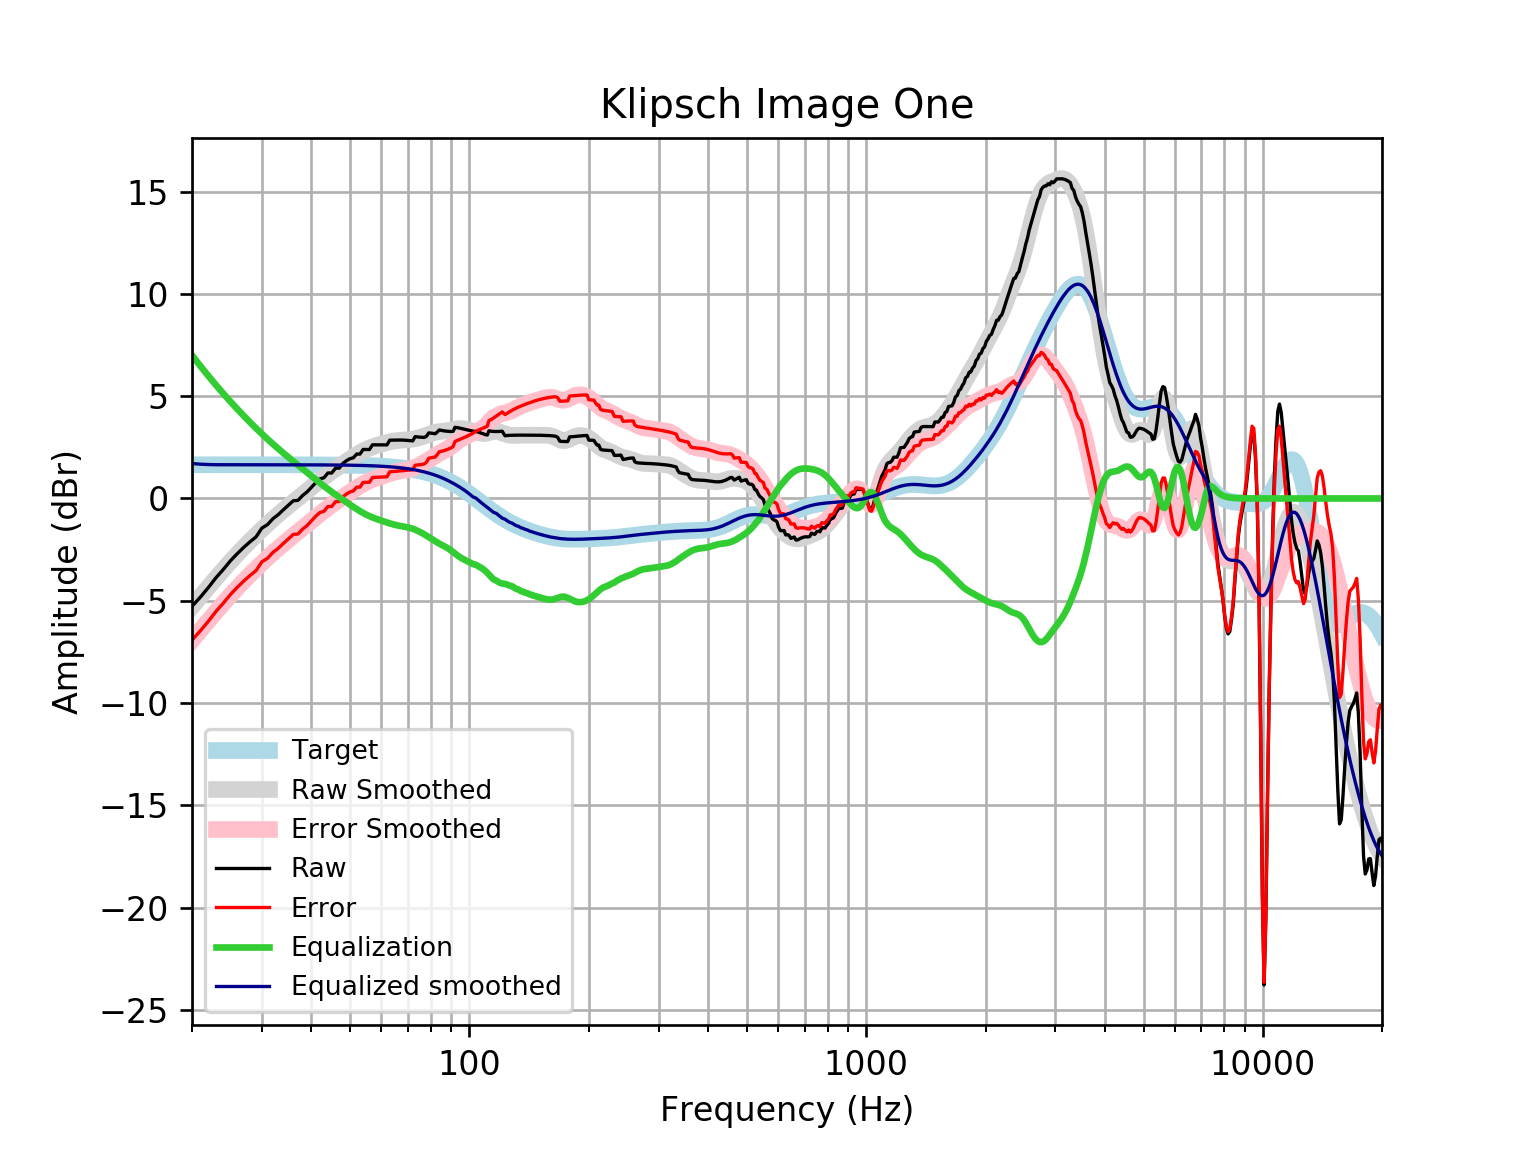 Klipsch Image One
Amplitude (dBr)
15
10
5
0
−5
−10
−15
−20
−25
Target
Raw Smoothed
Error Smoothed
Raw
Error
Equalization
Equalized smoothed
100
1000
10000
Frequency (Hz)